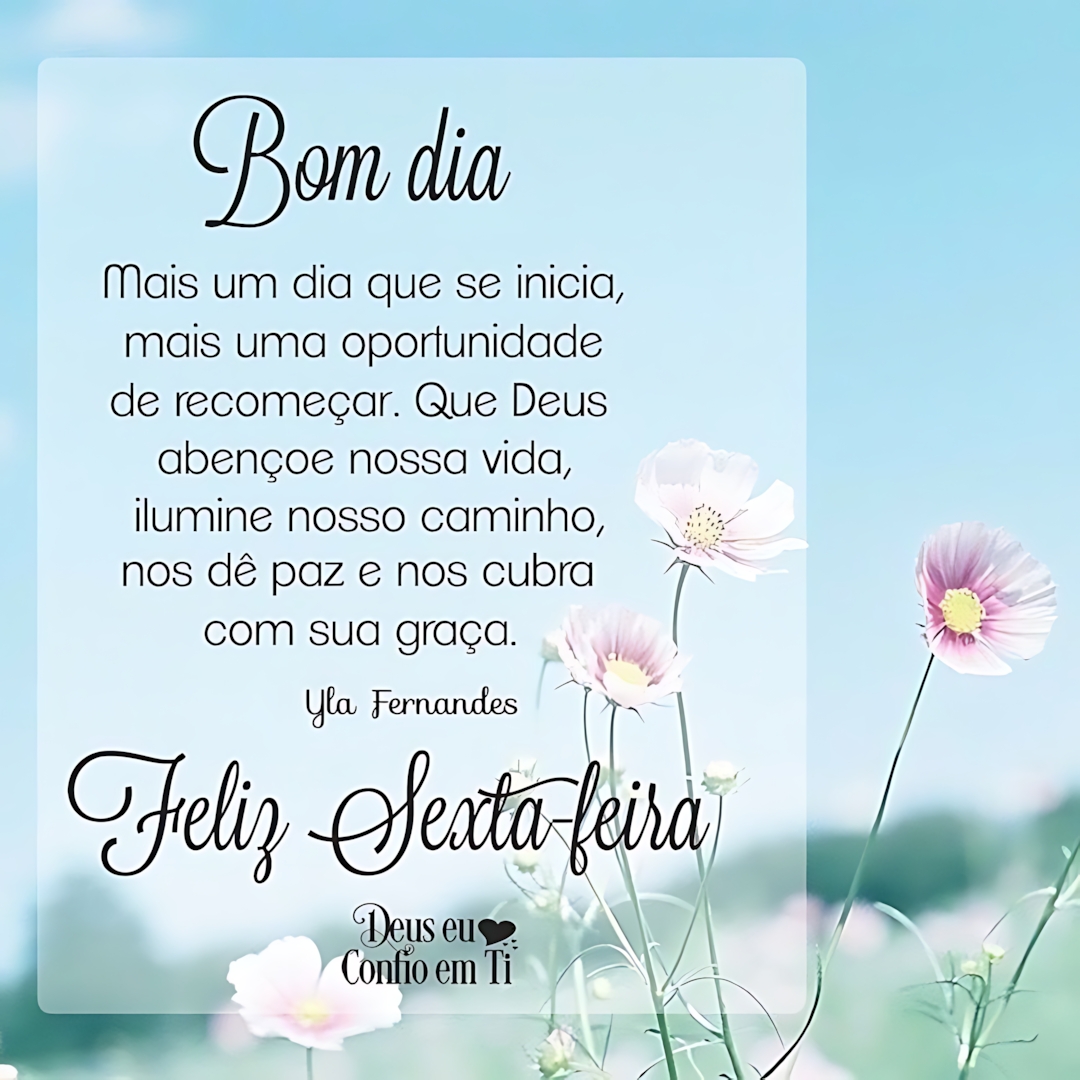 Bom dia
Mais um dia que se inicia,
mais uma oportunidade
de recomeçar. Que Deus
abençoe nossa vida,
ilumine nosso caminho,
nos dê paz e nos cubra
com sua graça.
Yla Fernandes
Feliz Sexta-feira
Deus eu
Confio em Ti